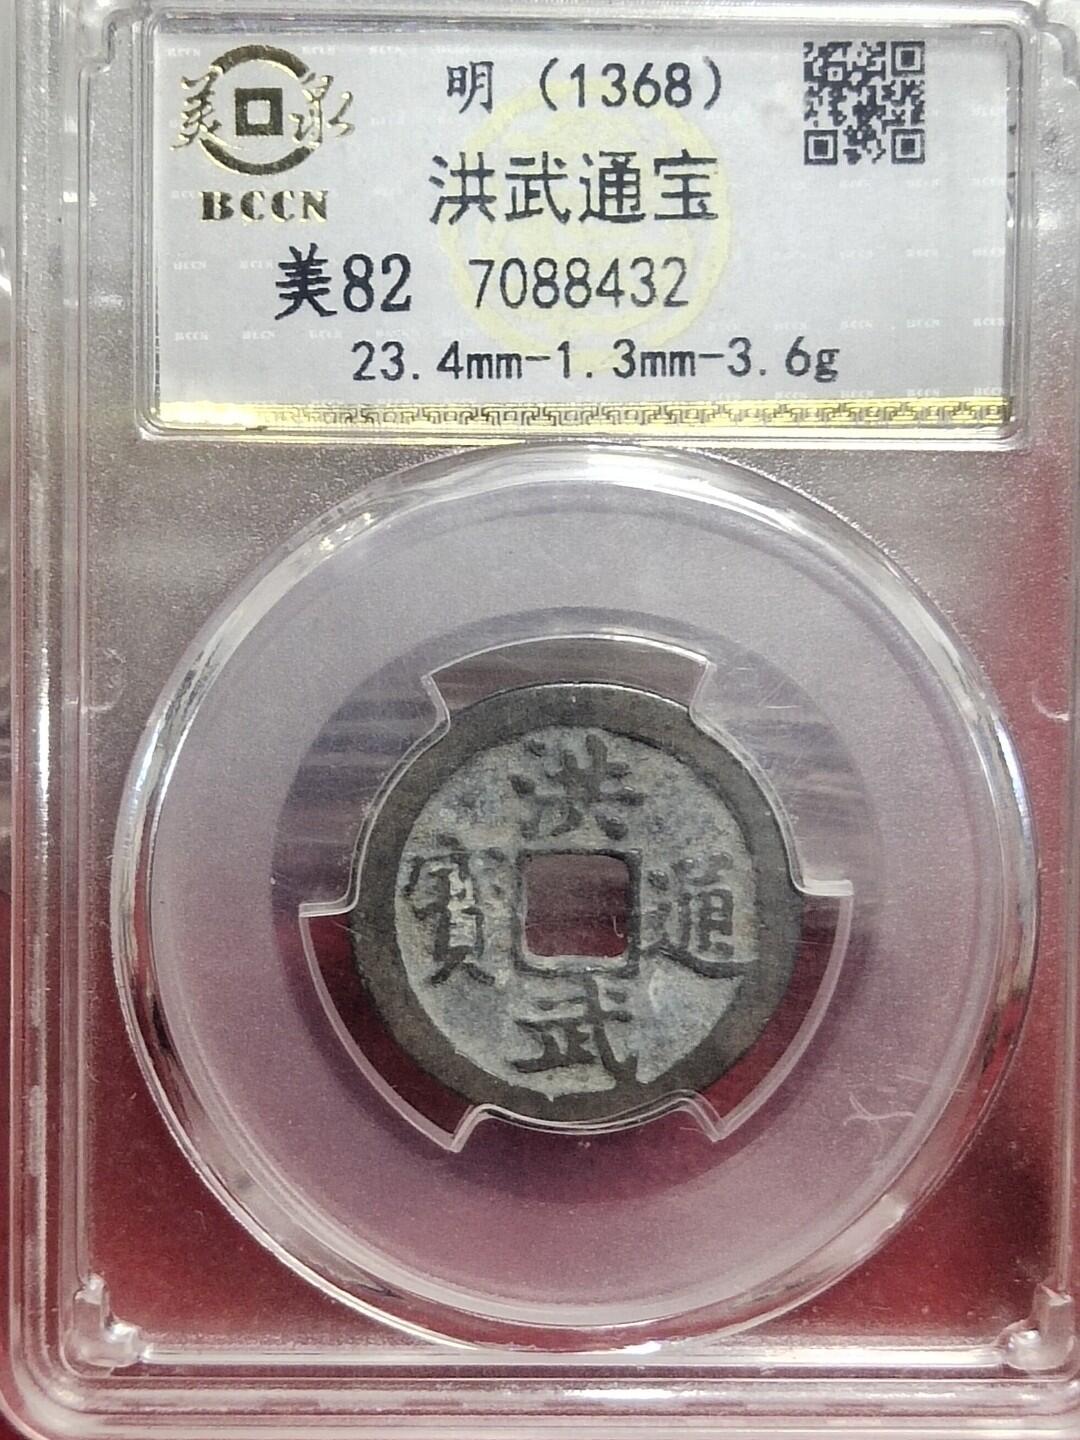 美泉
BCCN
明（1368）
洪武通宝
美82 7088432
23.4mm-1.3mm-3.6g
洪
寶 通
武